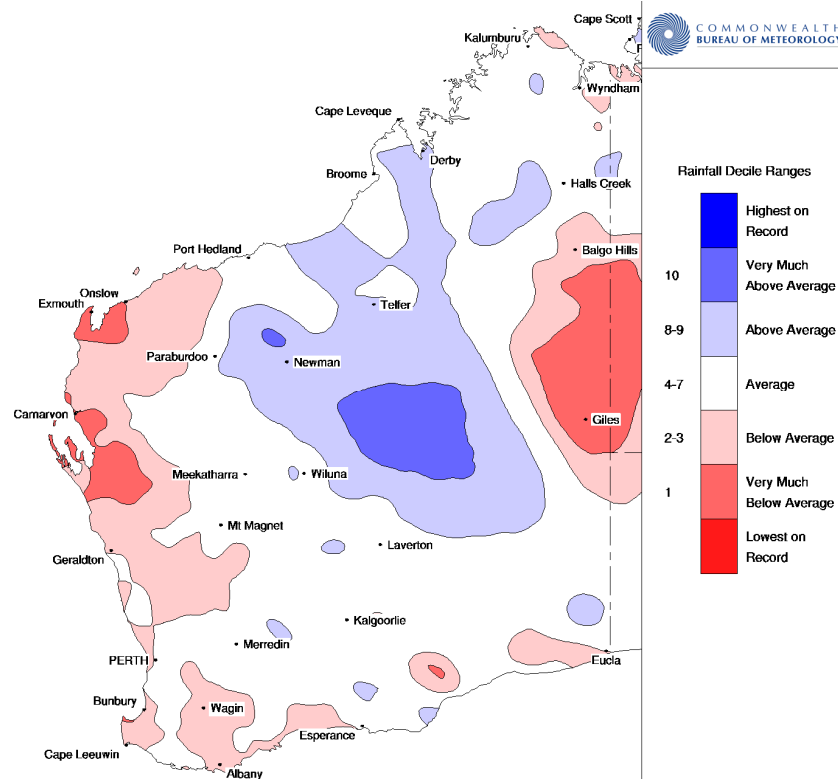 Cape Scott
COMMONWEALTH
BUREAU OF METEOROLOGY
Kalumburu
Wyndham
Cape Leveque
Derby
Broome
Halls Creek
Rainfall Decile Ranges
Highest on
Record
Port Hedland
Balgo Hills
10
Very Much
Above Average
Onslow
Exmouth
Telfer
8-9
Above Average
Paraburdoo
Newman
4-7
Average
Carnarvon
Giles
2-3
Below Average
Meekatharra
Wiluna
1
Very Much
Below Average
Mt Magnet
Lowest on
Record
Laverton
Geraldton
Kalgoorlie
Merredin
PERTH
Eucla
Bunbury
Wagin
Esperance
Cape Leeuwin
Albany